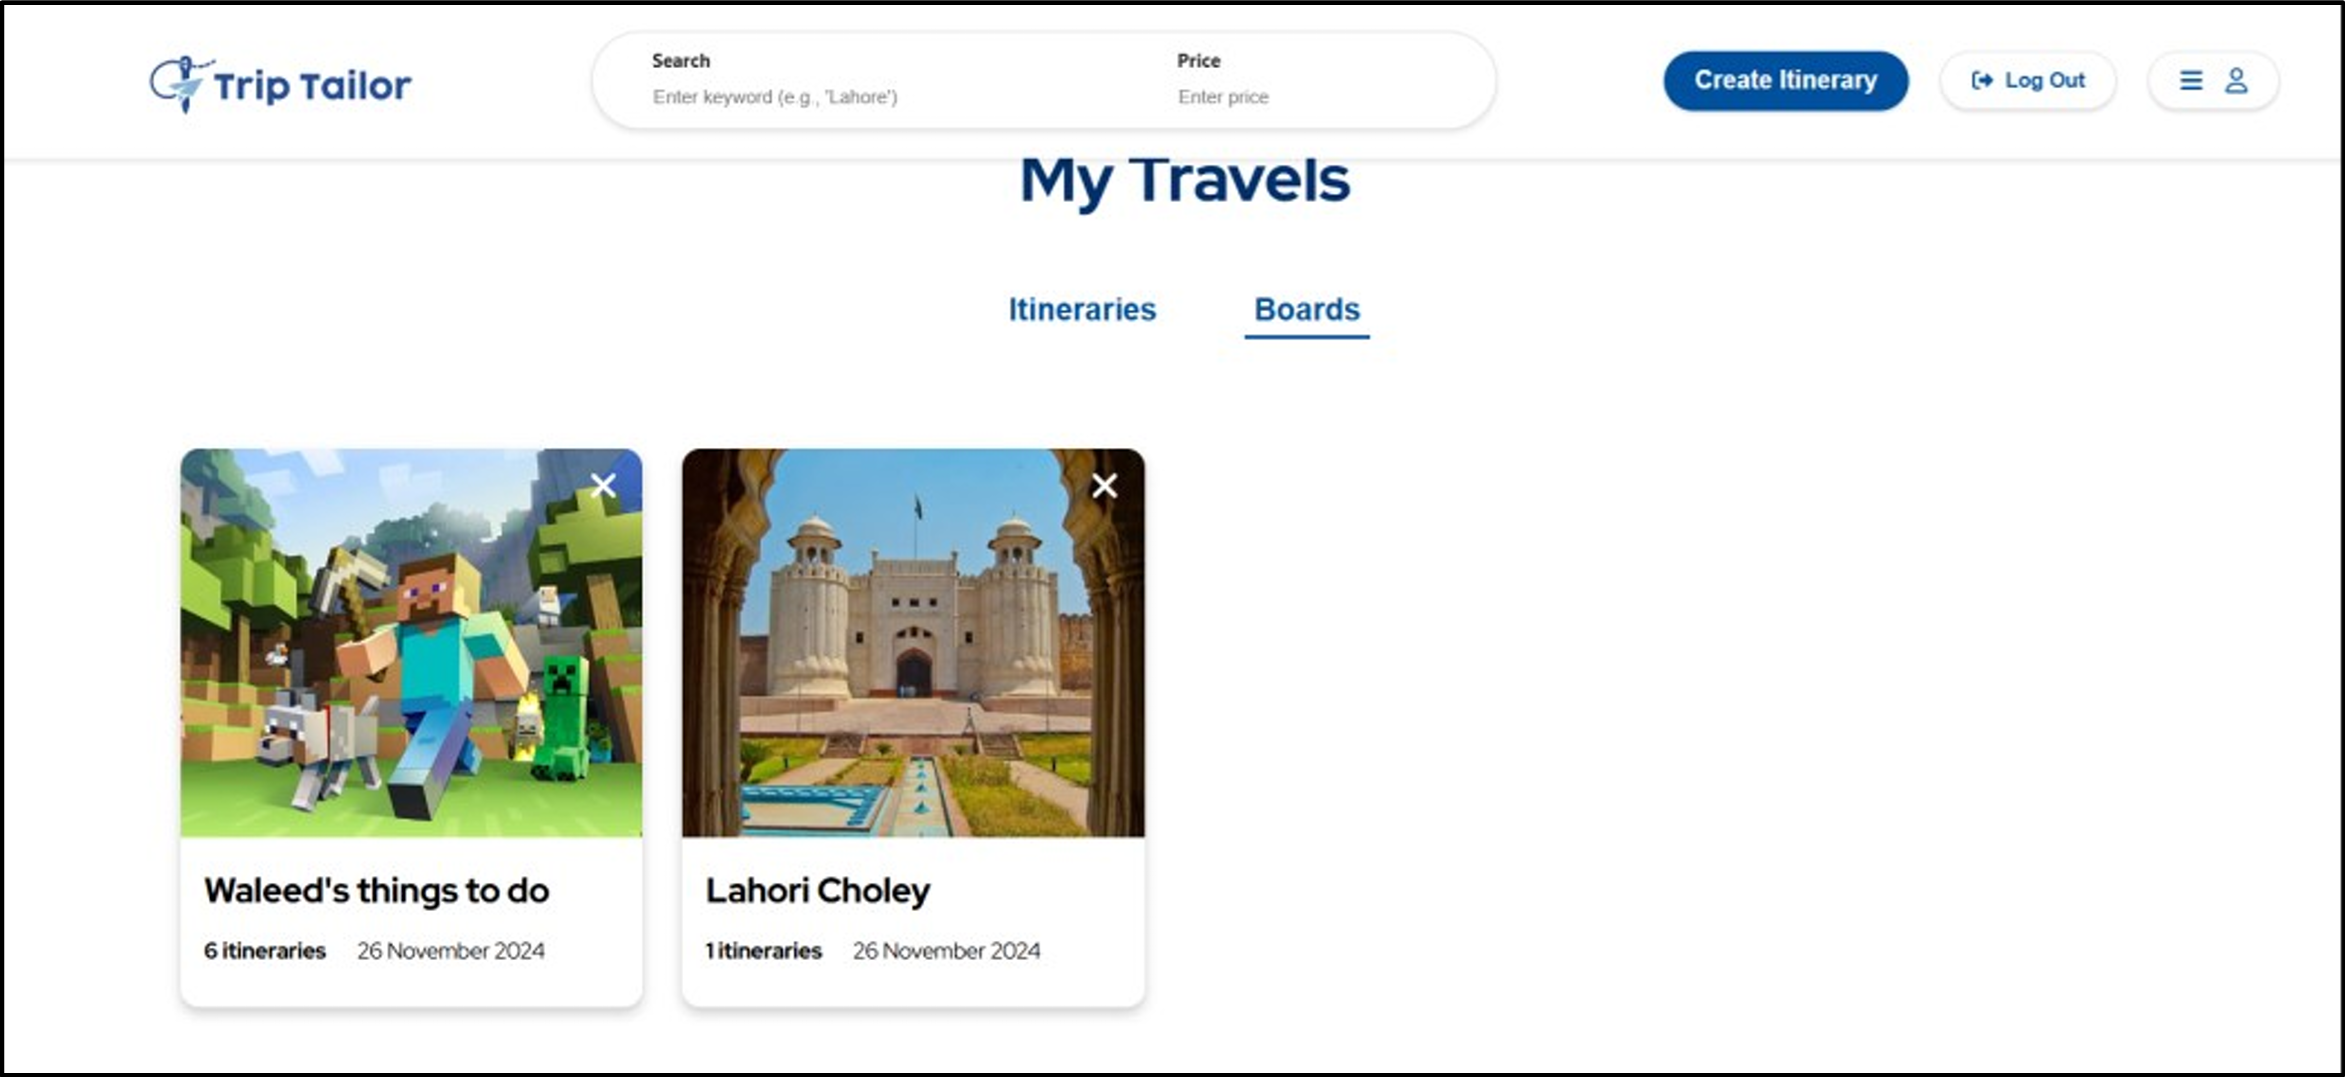 Trip Tailor
Search
Enter keyword (e.g., 'Lahore')
Price
Enter price
Create Itinerary
Log Out
My Travels
Itineraries
Boards
Waleed's things to do
6 itineraries 26 November 2024
Lahori Choley
1 itineraries 26 November 2024